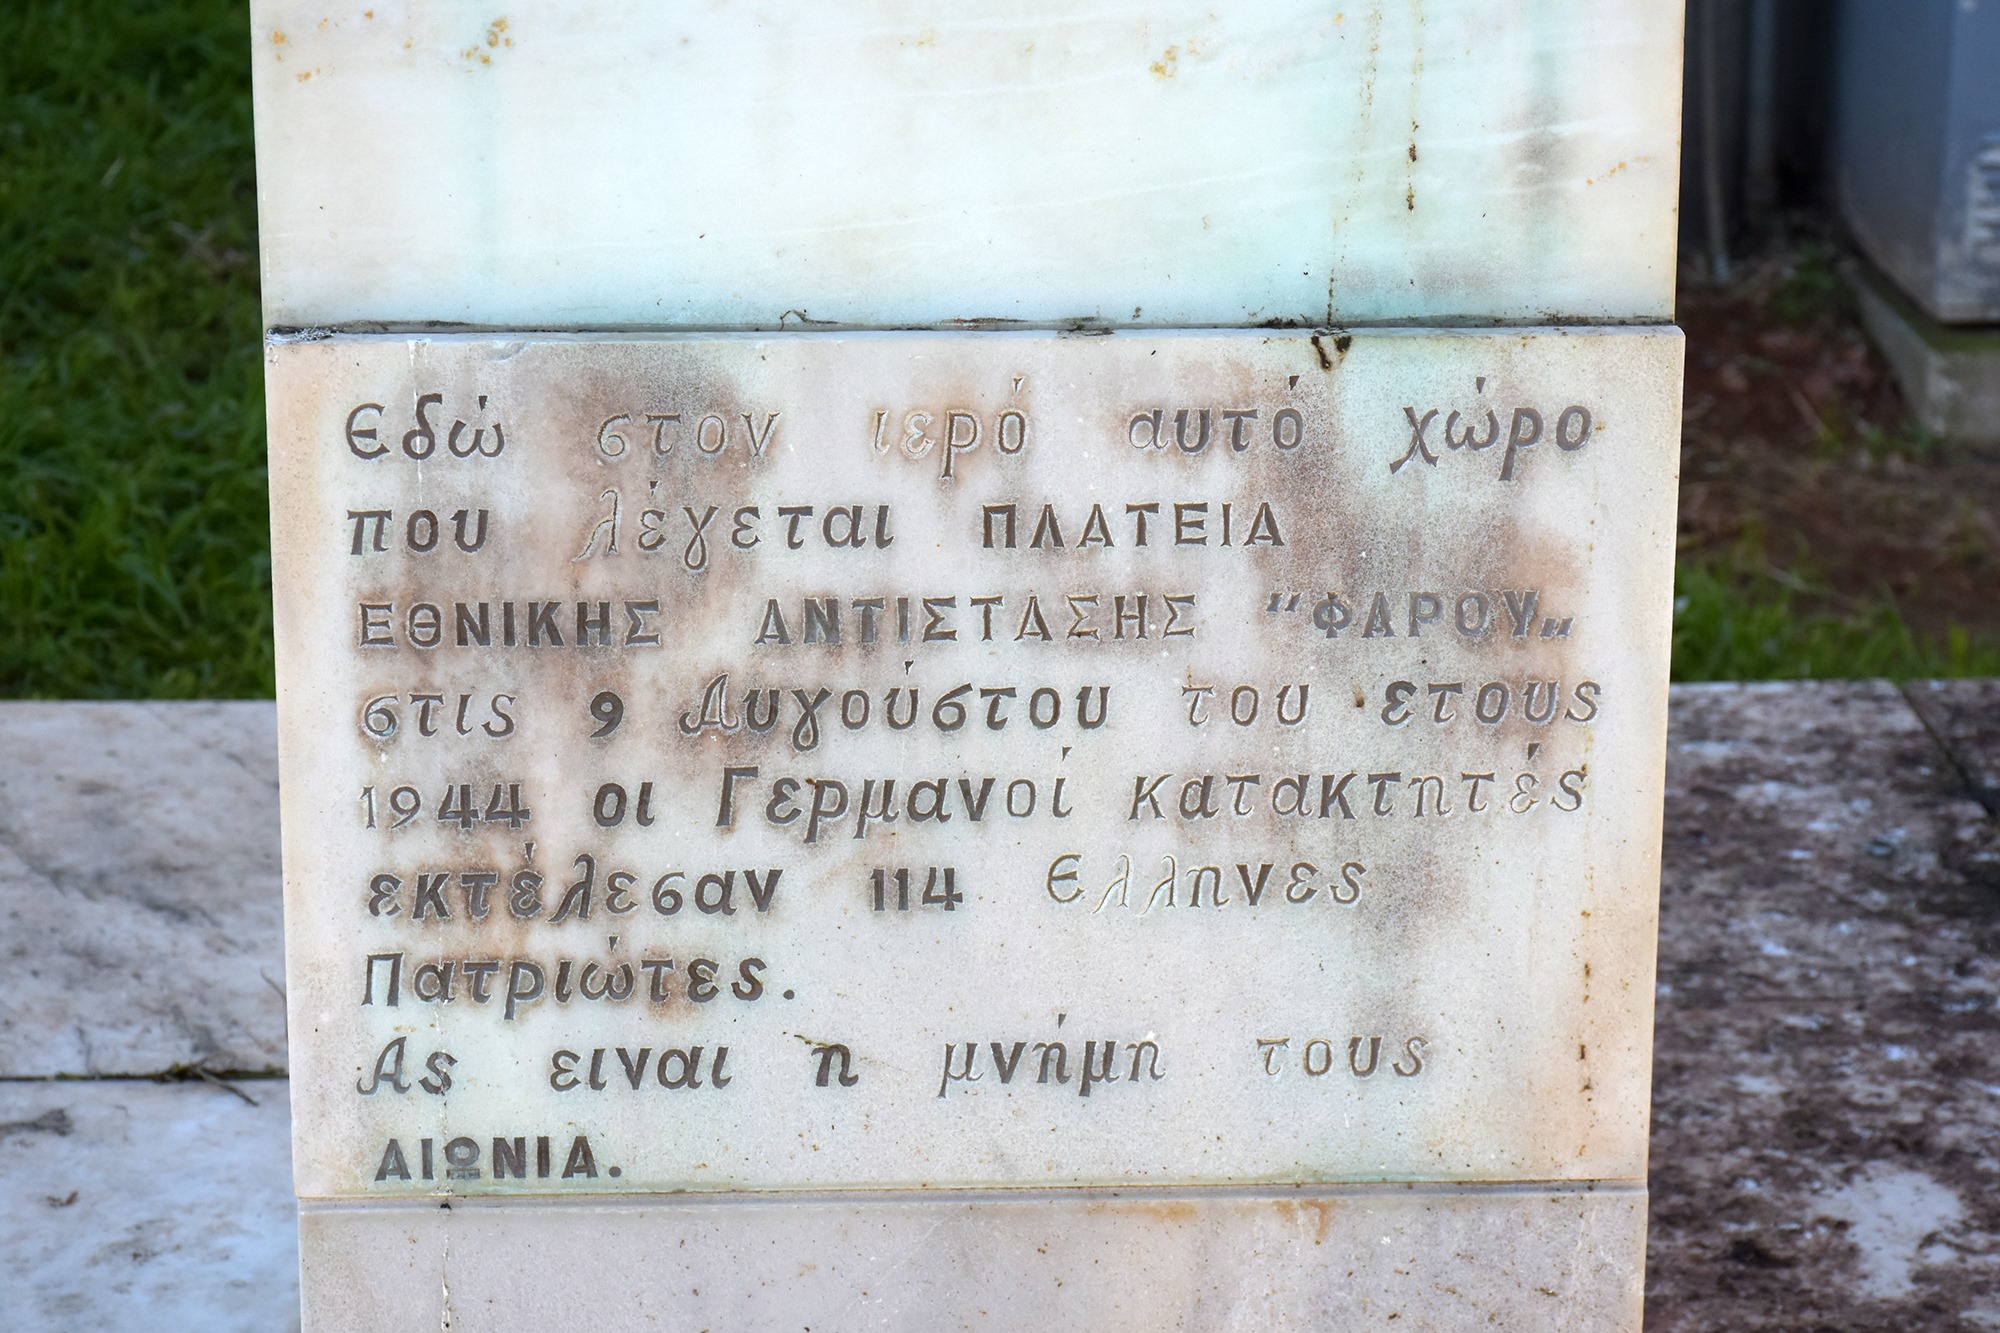 Εδώ στον ιερό αυτό χώρο
που λέγεται ΠΛΑΤΕΙΑ
ΕΘΝΙΚΗΣ ΑΝΤΙΣΤΑΣΗΣ "ΦΑΡΟΥ„
στις 9 Αυγούστου του ετους
1944 οι Γερμανοί κατακτητές
εκτέλεσαν 114 Ελληνες
Πατριώτες.
Ας ειναι η μνήμη τους
ΑΙΩΝΙΑ.